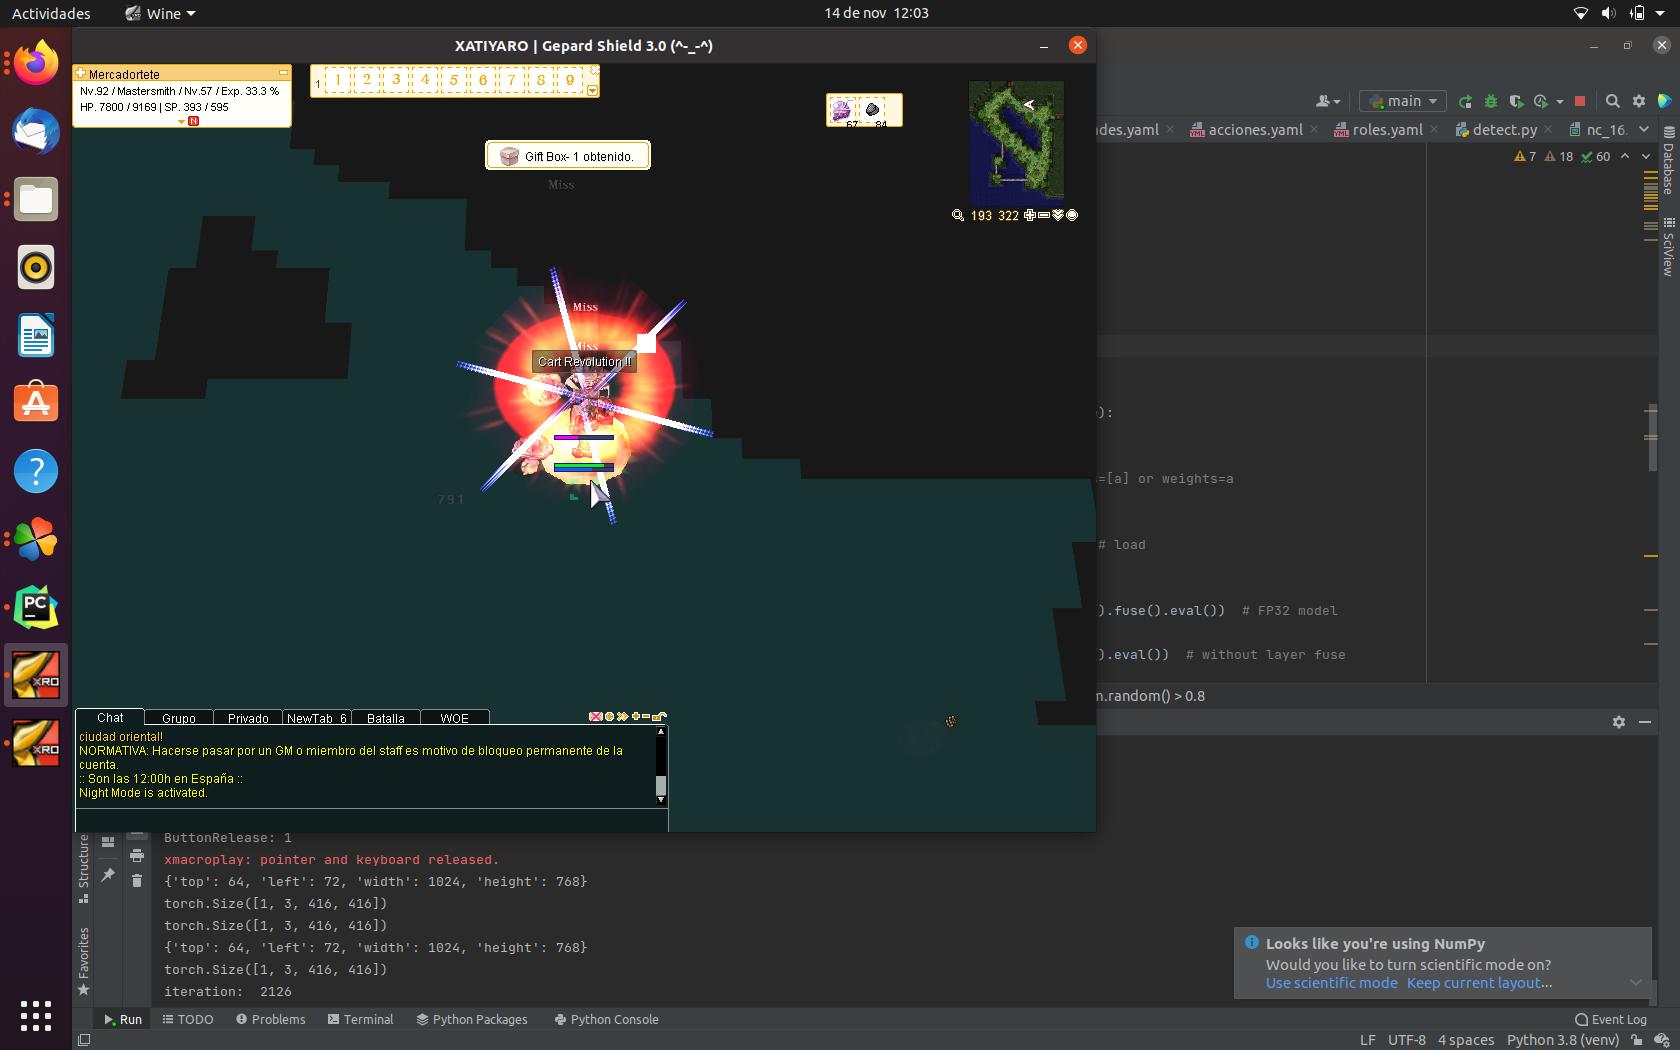 Actividades
Wine
14 de nov 12:03
XATIYARO | Gepard Shield 3.0 (^-_-^)
Mercadortete
Nv.92 / Mastersmith / Nv.57 / Exp. 33.3 %
HP. 7800 / 9169 | SP. 393 / 595
N
1
1 2 3 4 5 6 7 8 9
67 84
Gift Box- 1 obtenido.
Miss
193 322
Miss
Miss
Cart Revolution !!
791
main
des.yaml
acciones.yaml
roles.yaml
detect.py
nc_16.
7 18 60
Database
SciView
):
=[a] or weights=a
# load
).fuse().eval()) # FP32 model
).eval()) # without layer fuse
m.random() > 0.8
PC
XRO
XRO
Chat
Grupo
Privado
NewTab_6
Batalla
WOE
ciudad oriental!
NORMATIVA: Hacerse pasar por un GM o miembro del staff es motivo de bloqueo permanente de la
cuenta.
:: Son las 12:00h en España ::
Night Mode is activated.
Structure
Favorites
ButtonRelease: 1
xmacroplay: pointer and keyboard released.
{'top': 64, 'left': 72, 'width': 1024, 'height': 768}
torch.Size([1, 3, 416, 416])
torch.Size([1, 3, 416, 416])
{'top': 64, 'left': 72, 'width': 1024, 'height': 768}
torch.Size([1, 3, 416, 416])
iteration: 2126
Looks like you're using NumPy
Would you like to turn scientific mode on?
Use scientific mode Keep current layout...
Run
TODO
Problems
Terminal
Python Packages
Python Console
Event Log
LF UTF-8 4 spaces Python 3.8 (venv)